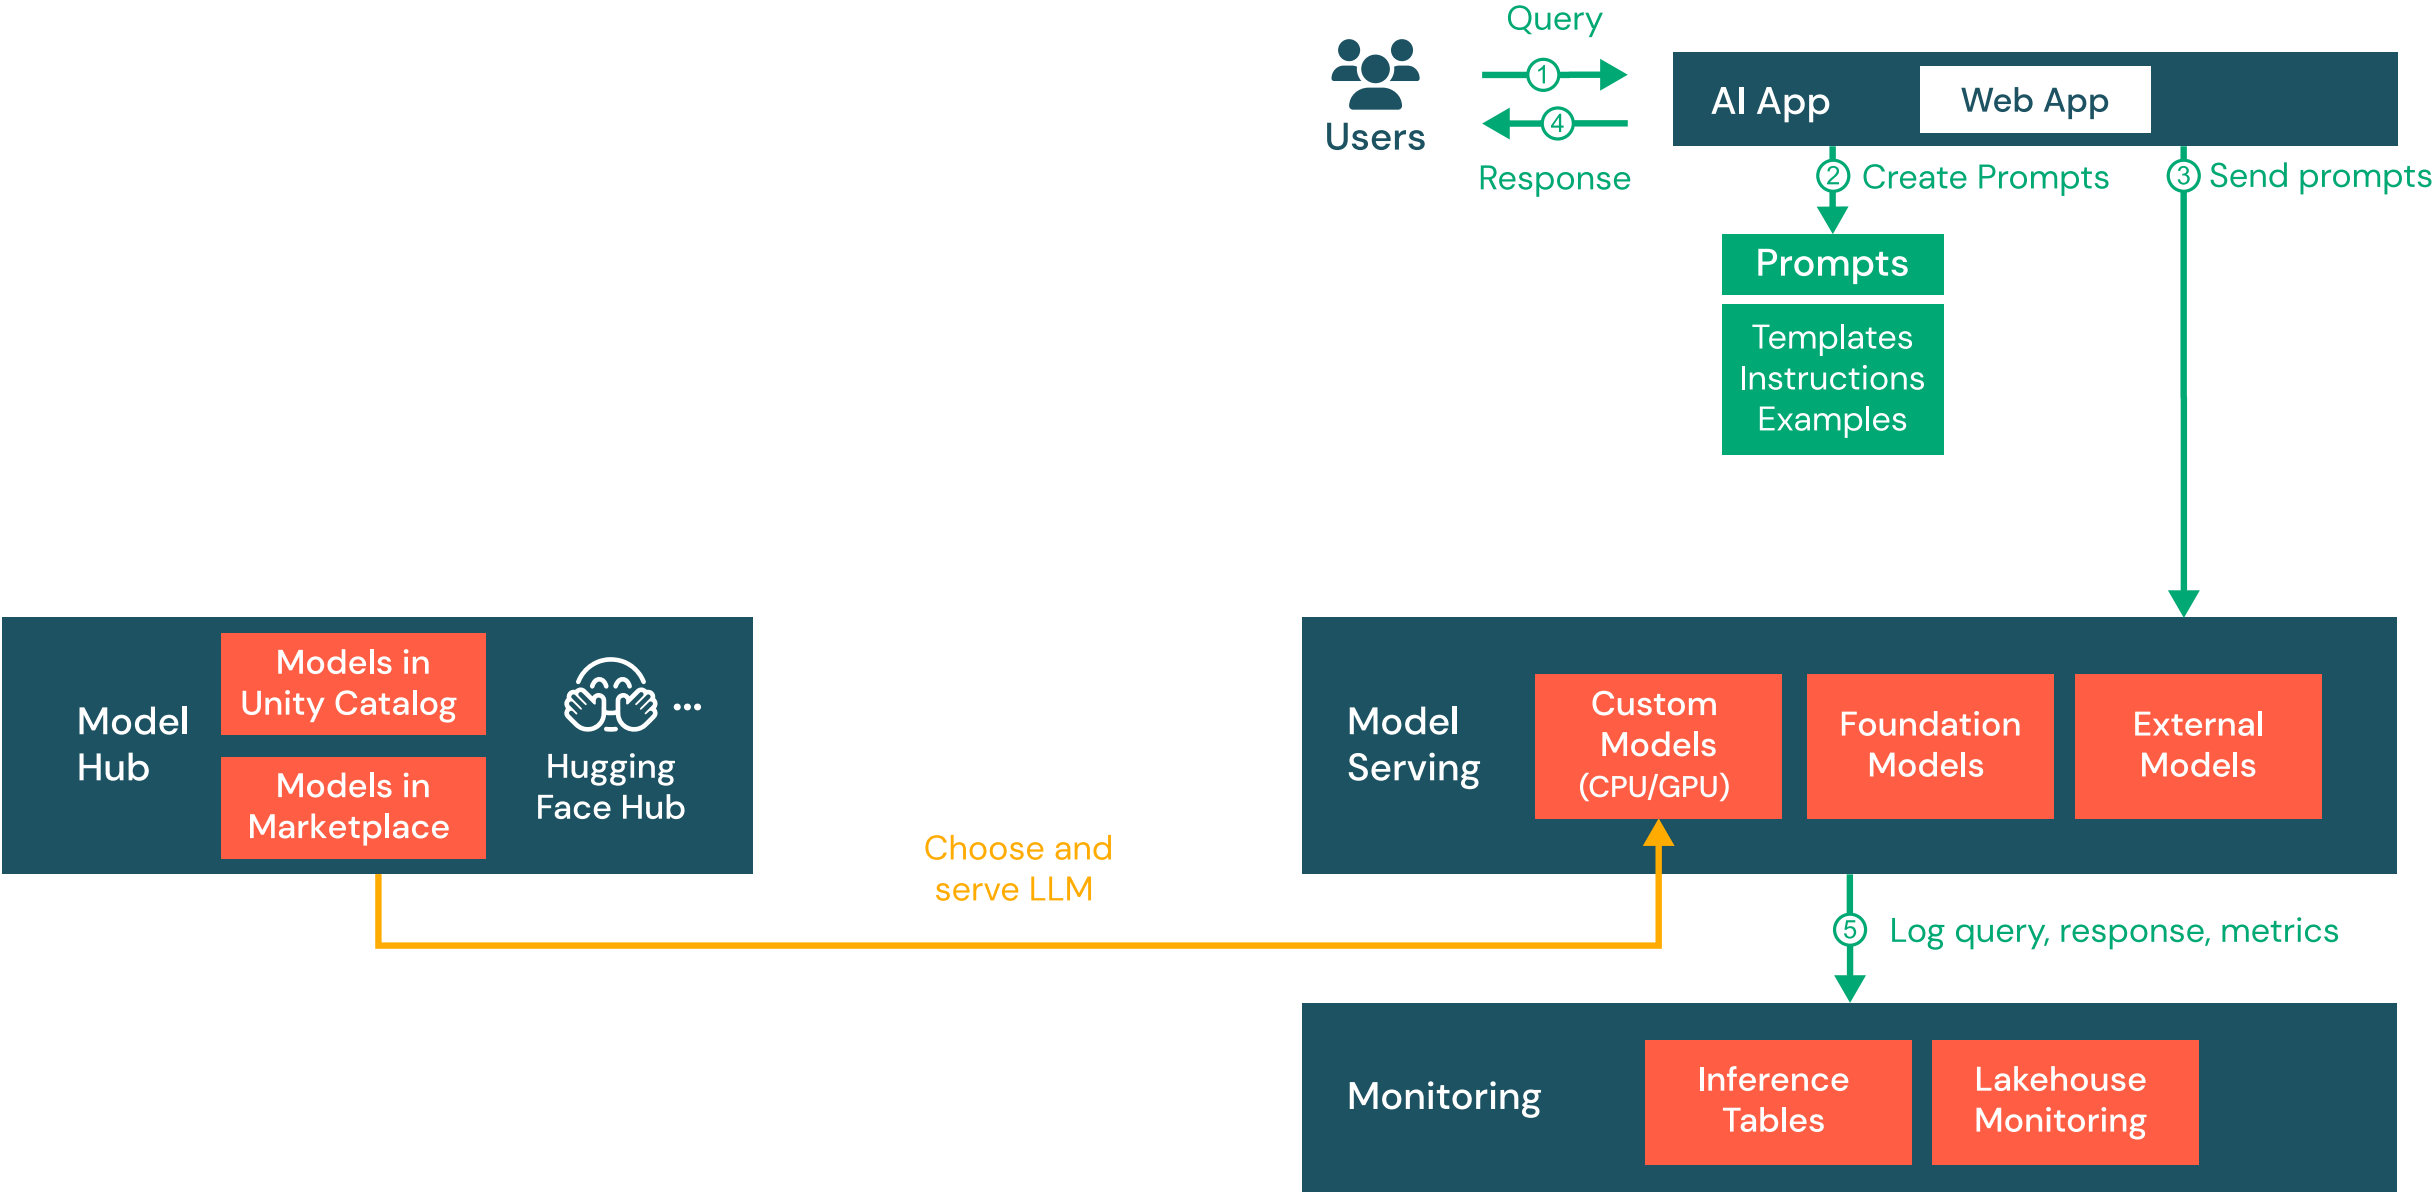 Query
1
4
Users
Response
AI App
Web App
2 Create Prompts
3 Send prompts
Prompts
Templates
Instructions
Examples
Model
Hub
Models in
Unity Catalog
Models in
Marketplace
...
Hugging
Face Hub
Choose and
serve LLM
Model
Serving
Custom
Models
(CPU/GPU)
Foundation
Models
External
Models
5 Log query, response, metrics
Monitoring
Inference
Tables
Lakehouse
Monitoring